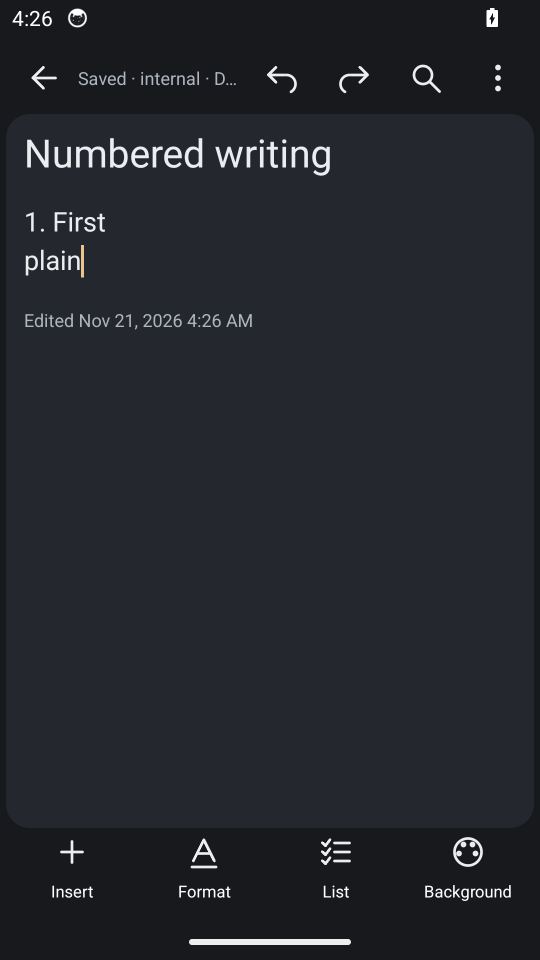 4:26
Saved · internal · D...
Numbered writing
1. First
plain
Edited Nov 21, 2026 4:26 AM
Insert
Format
List
Background